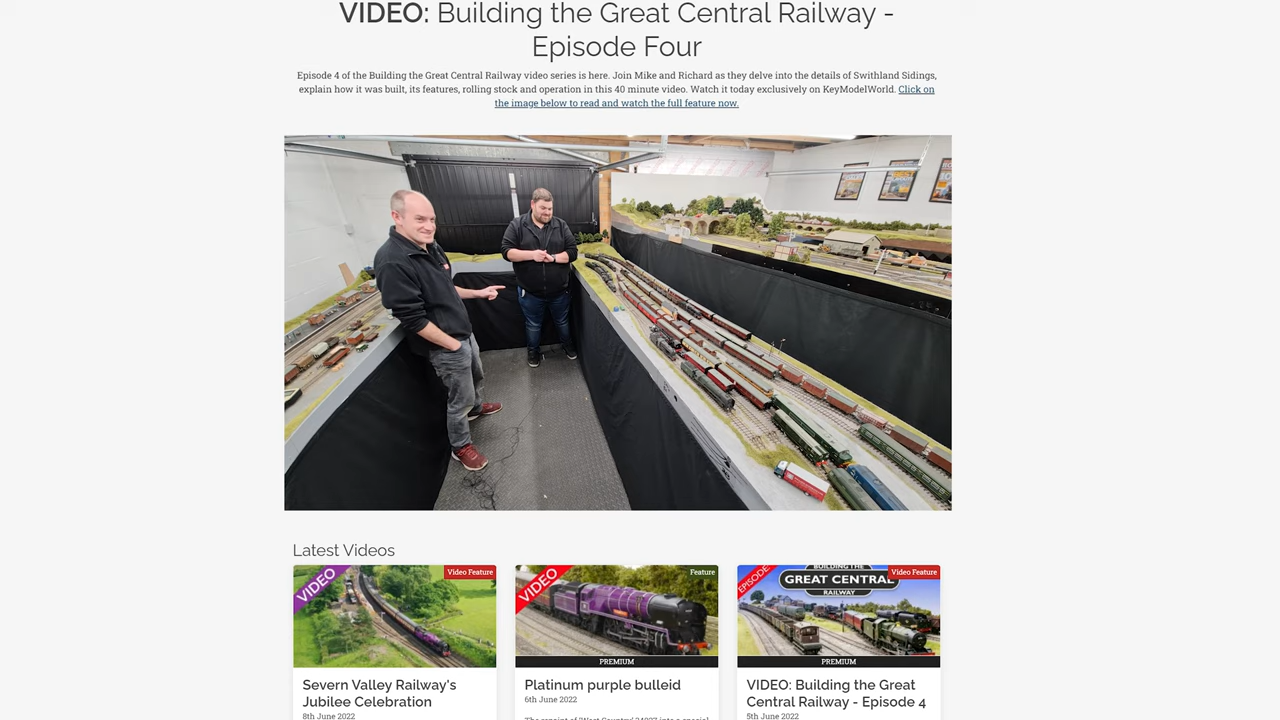 VIDEO: Building the Great Central Railway -
Episode Four
Episode 4 of the Building the Great Central Railway video series is here. Join Mike and Richard as they delve into the details of Swithland Sidings,
explain how it was built, its features, rolling stock and operation in this 40 minute video. Watch it today exclusively on KeyModelWorld. Click on
the image below to read and watch the full feature now.
Latest Videos
VIDEO
Video Feature
VIDEO
Feature
PREMIUM
EPISODE
BUILDING THE
GREAT CENTRAL
RAILWAY
Video Feature
PREMIUM
Severn Valley Railway's
Jubilee Celebration
8th June 2022
Platinum purple bulleid
6th June 2022
VIDEO: Building the Great
Central Railway - Episode 4
5th June 2022